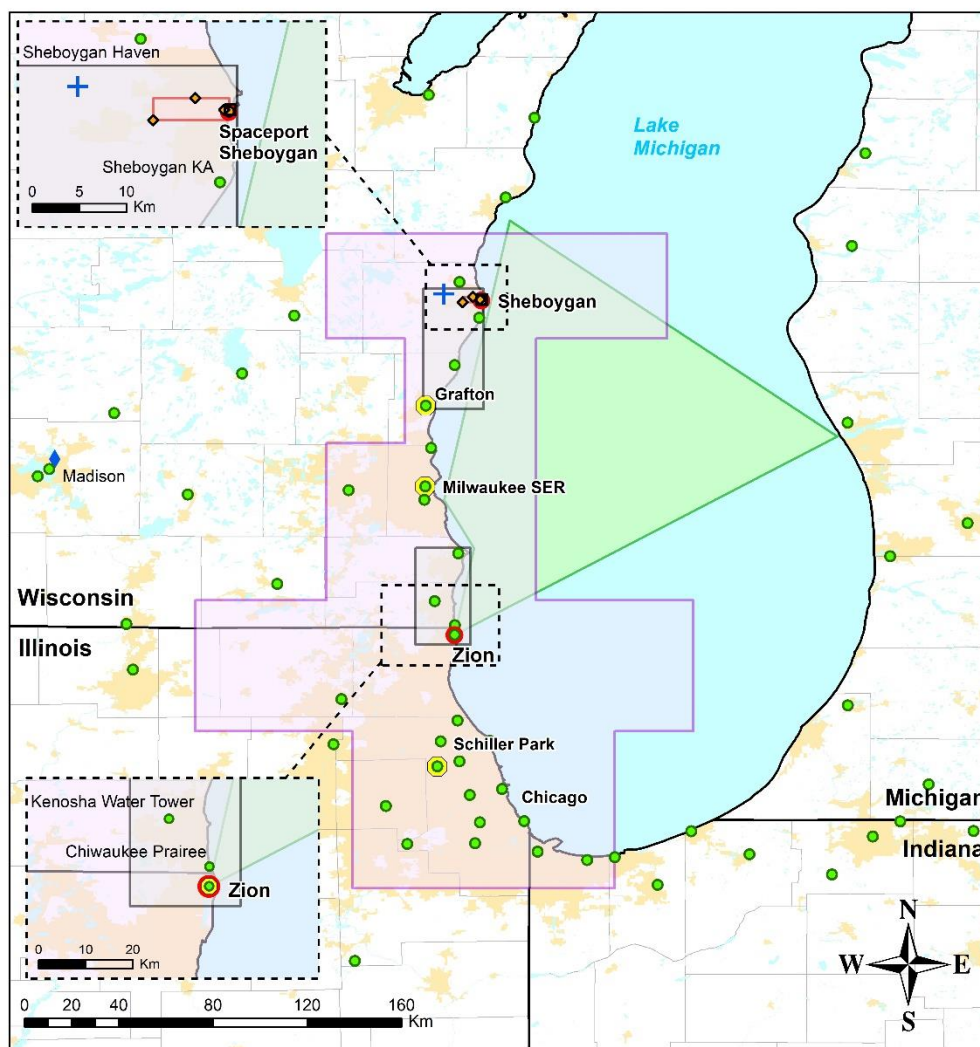 Sheboygan Haven
Spaceport
Sheboygan
Sheboygan KA
0 5 10
Km
Lake
Michigan
Sheboygan
Grafton
Milwaukee SER
Madison
Wisconsin
Illinois
Zion
Schiller Park
Chicago
Michigan
Indiana
Kenosha Water Tower
Chiwaukee Prairee
Zion
0 10 20
Km
0 20 40 80 120 160
Km
N
W E
S